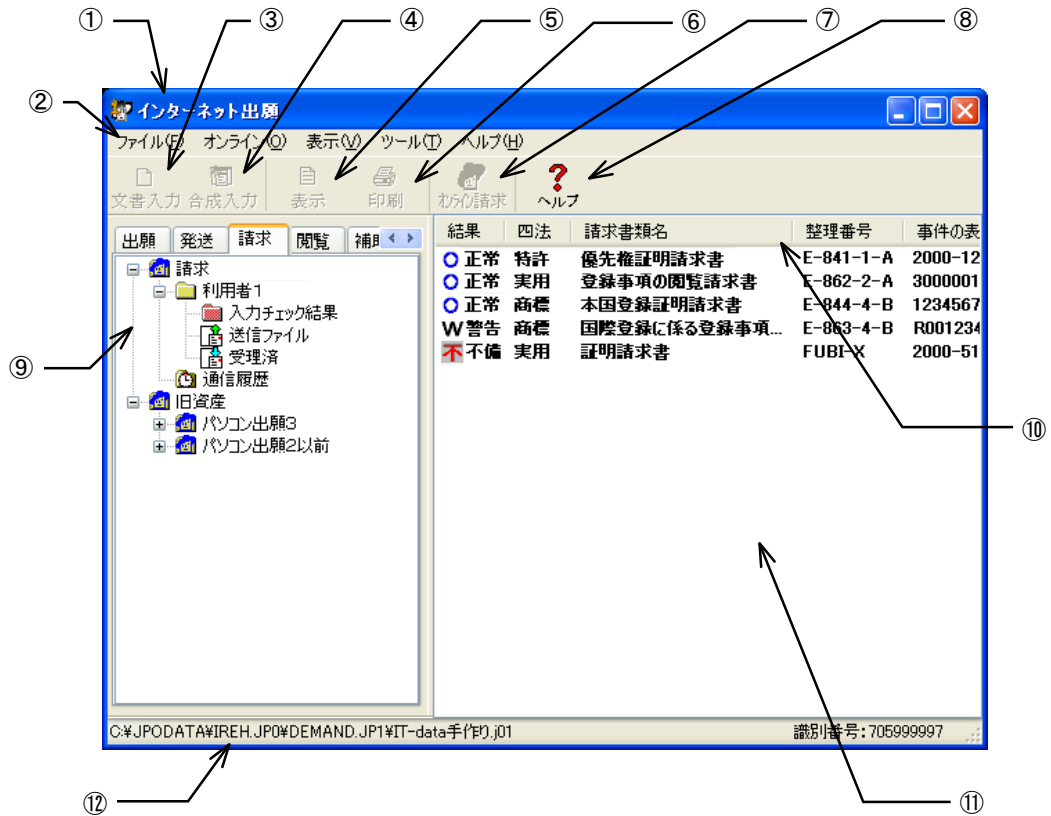 ① ③ ④ ⑤ ⑥ ⑦ ⑧
②
インターネット出願
ファイル(F) オンライン(O) 表示(V) ツール(T) ヘルプ(H)
文書入力 合成入力 表示 印刷 オンライン請求 ヘルプ
出願 発送 請求 閲覧
結果 四法 請求書類名 整理番号 事件の表
請求
利用者1
入力チェック結果
送信ファイル
受理済
通信履歴
旧資産
パソコン出願3
パソコン出願2以前
正常 特許 優先権証明請求書 E-841-1-A 2000-12
正常 実用 登録事項の閲覧請求書 E-862-2-A 3000001
正常 商標 本国登録証明請求書 E-844-4-B 1234567
W 警告 商標 国際登録に係る登録事項... E-863-4-B R001234
不 不備 実用 証明請求書 FUBI-X 2000-51
⑨
⑩
C:¥JPODATA¥IREH.JP0¥DEMAND.JP1¥IT-data手作り.j01 識別番号:705999997
⑫ ⑪